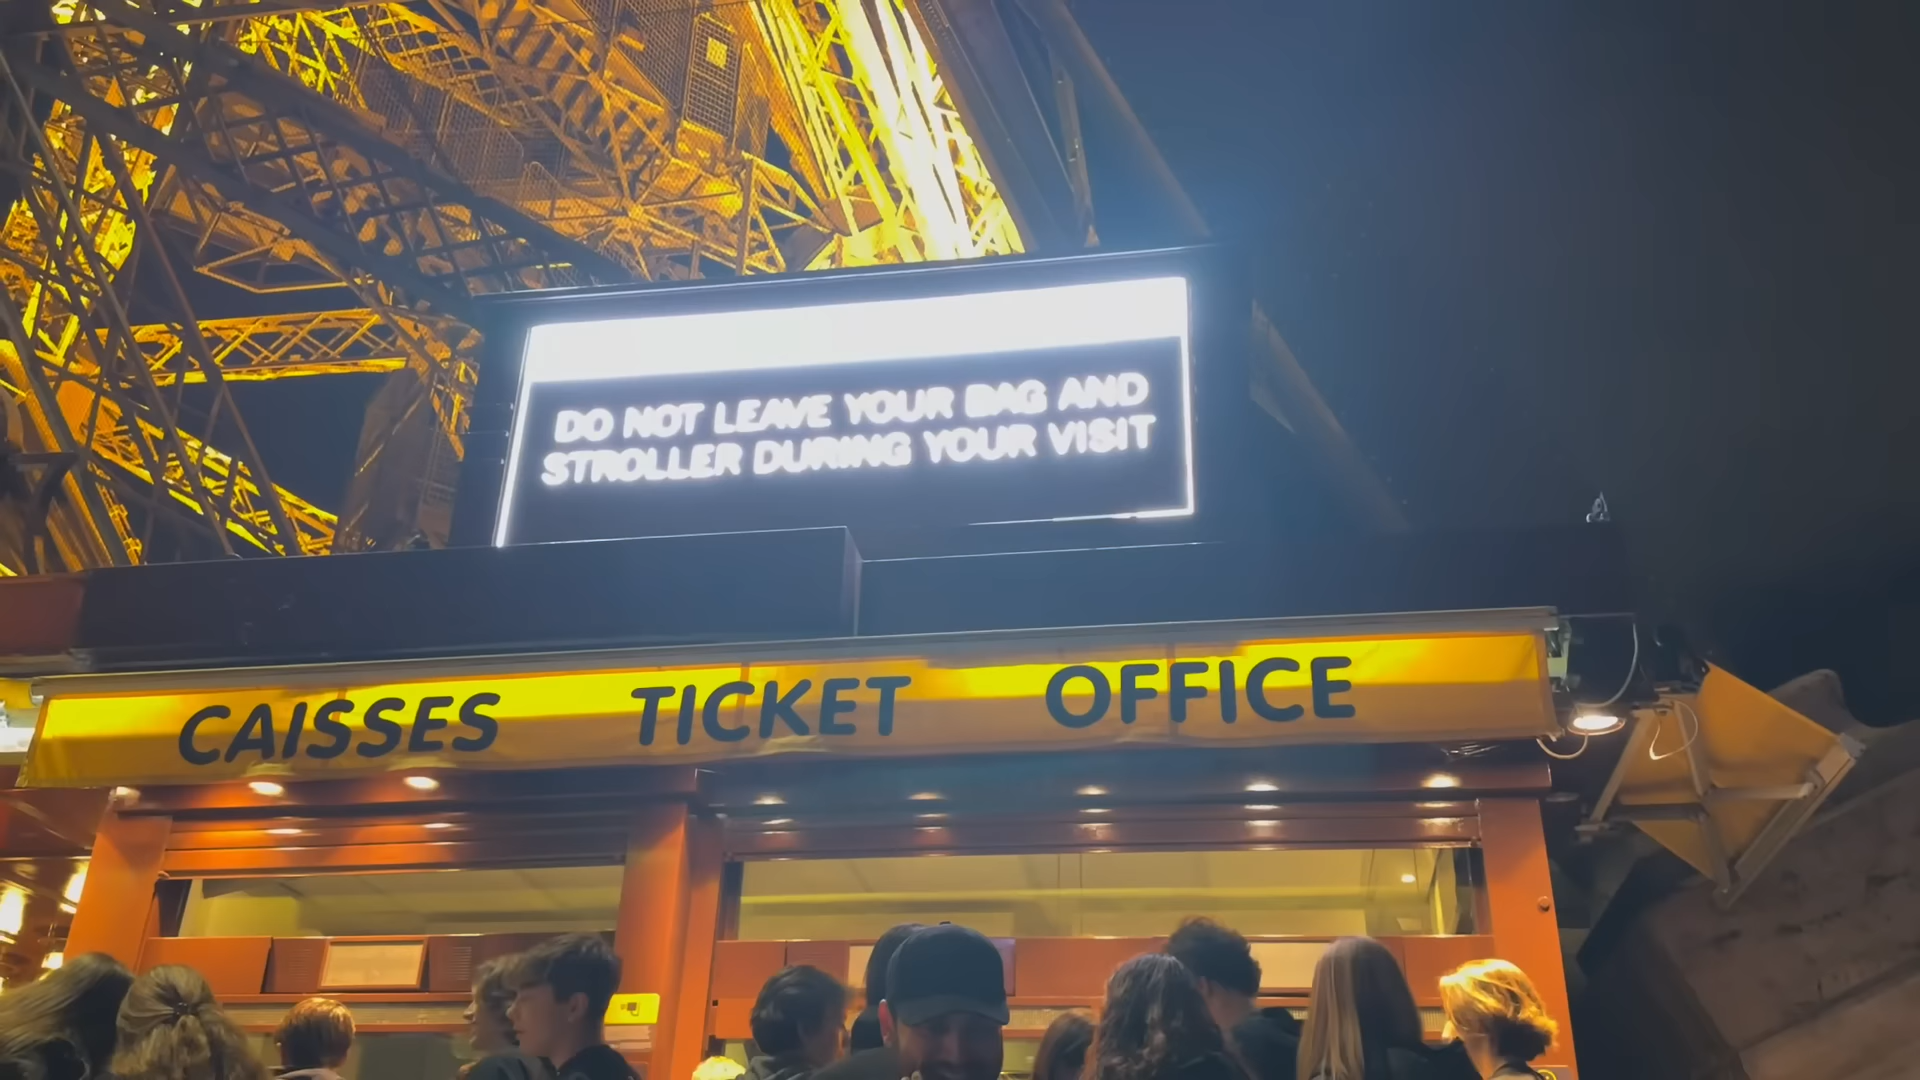 DO NOT LEAVE YOUR BAG AND
STROLLER DURING YOUR VISIT
CAISSES TICKET OFFICE